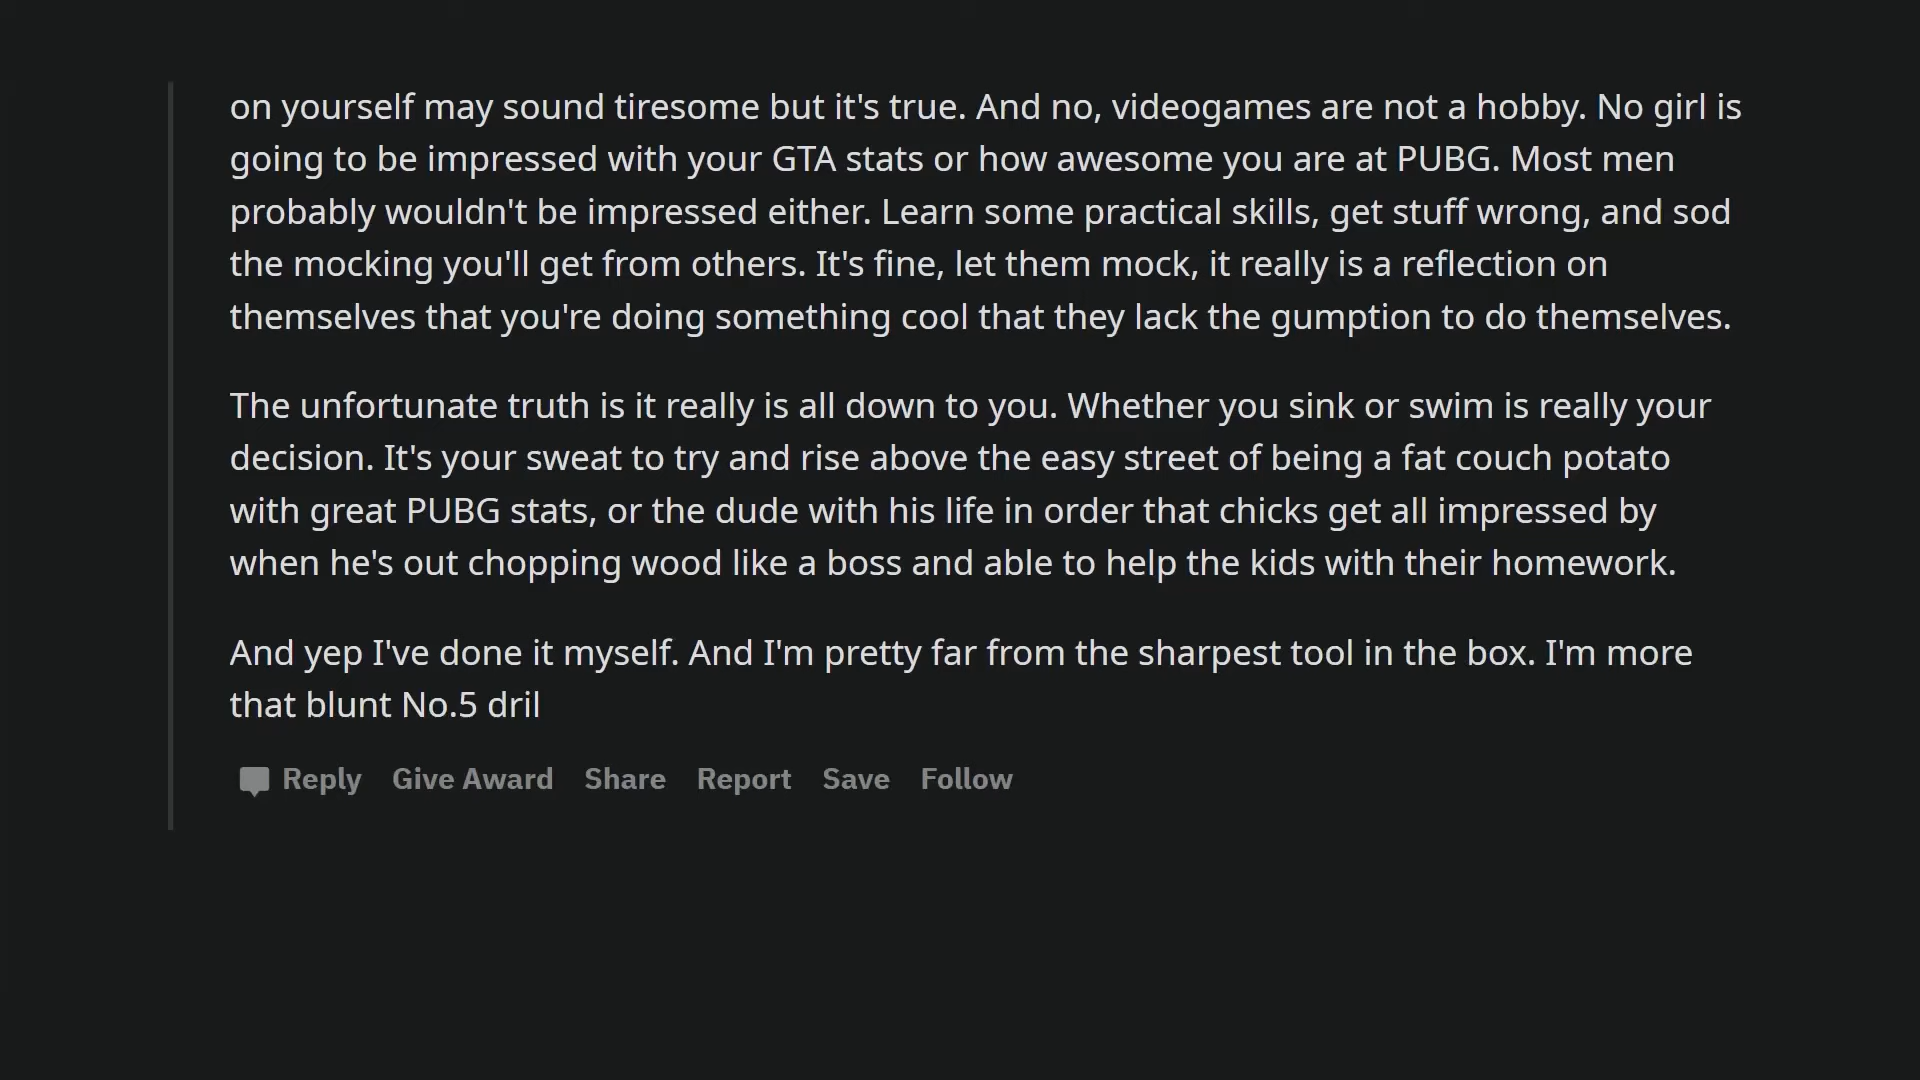 on yourself may sound tiresome but it's true. And no, videogames are not a hobby. No girl is
going to be impressed with your GTA stats or how awesome you are at PUBG. Most men
probably wouldn't be impressed either. Learn some practical skills, get stuff wrong, and sod
the mocking you'll get from others. It's fine, let them mock, it really is a reflection on
themselves that you're doing something cool that they lack the gumption to do themselves.
The unfortunate truth is it really is all down to you. Whether you sink or swim is really your
decision. It's your sweat to try and rise above the easy street of being a fat couch potato
with great PUBG stats, or the dude with his life in order that chicks get all impressed by
when he's out chopping wood like a boss and able to help the kids with their homework.
And yep I've done it myself. And I'm pretty far from the sharpest tool in the box. I'm more
that blunt No.5 dril
Reply Give Award Share Report Save Follow